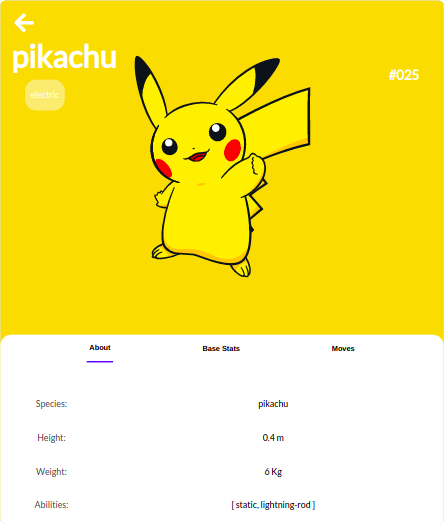 pikachu
#025
electric
About Base Stats Moves
Species: pikachu
Height: 0.4 m
Weight: 6 Kg
Abilities: [ static, lightning-rod ]